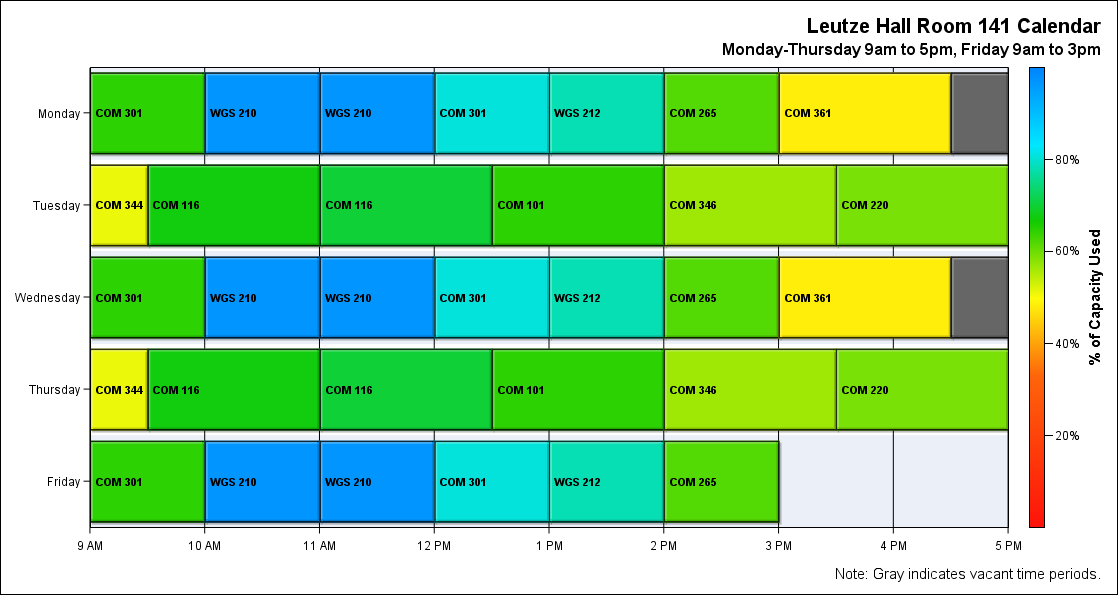 Leutze Hall Room 141 Calendar
Monday-Thursday 9am to 5pm, Friday 9am to 3pm
Monday COM 301 WGS 210 WGS 210 COM 301 WGS 212 COM 265 COM 361
80%
Tuesday COM 344 COM 116 COM 116 COM 101 COM 346 COM 220
60%
Wednesday COM 301 WGS 210 WGS 210 COM 301 WGS 212 COM 265 COM 361
% of Capacity Used
40%
Thursday COM 344 COM 116 COM 116 COM 101 COM 346 COM 220
20%
Friday COM 301 WGS 210 WGS 210 COM 301 WGS 212 COM 265
9 AM 10 AM 11 AM 12 PM 1 PM 2 PM 3 PM 4 PM 5 PM
Note: Gray indicates vacant time periods.